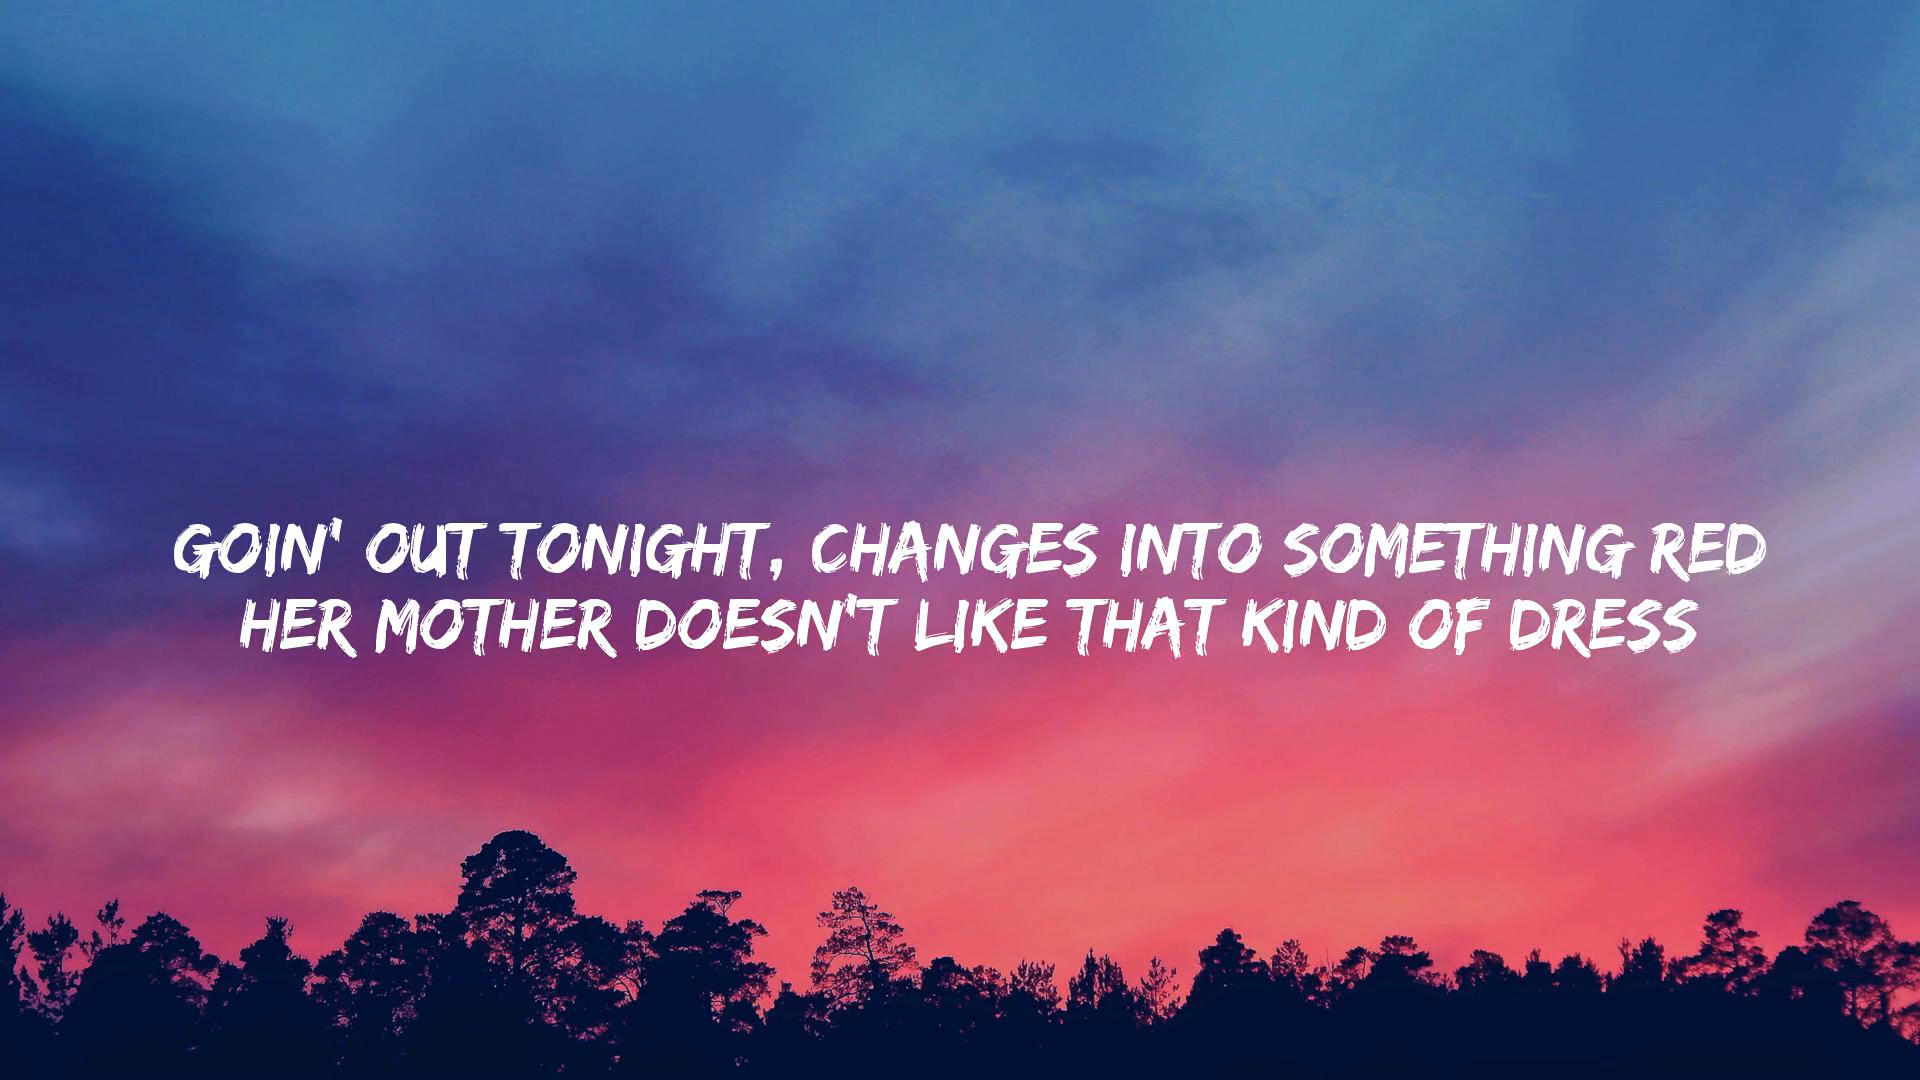 GOIN' OUT TONIGHT, CHANGES INTO SOMETHING RED
HER MOTHER DOESN'T LIKE THAT KIND OF DRESS